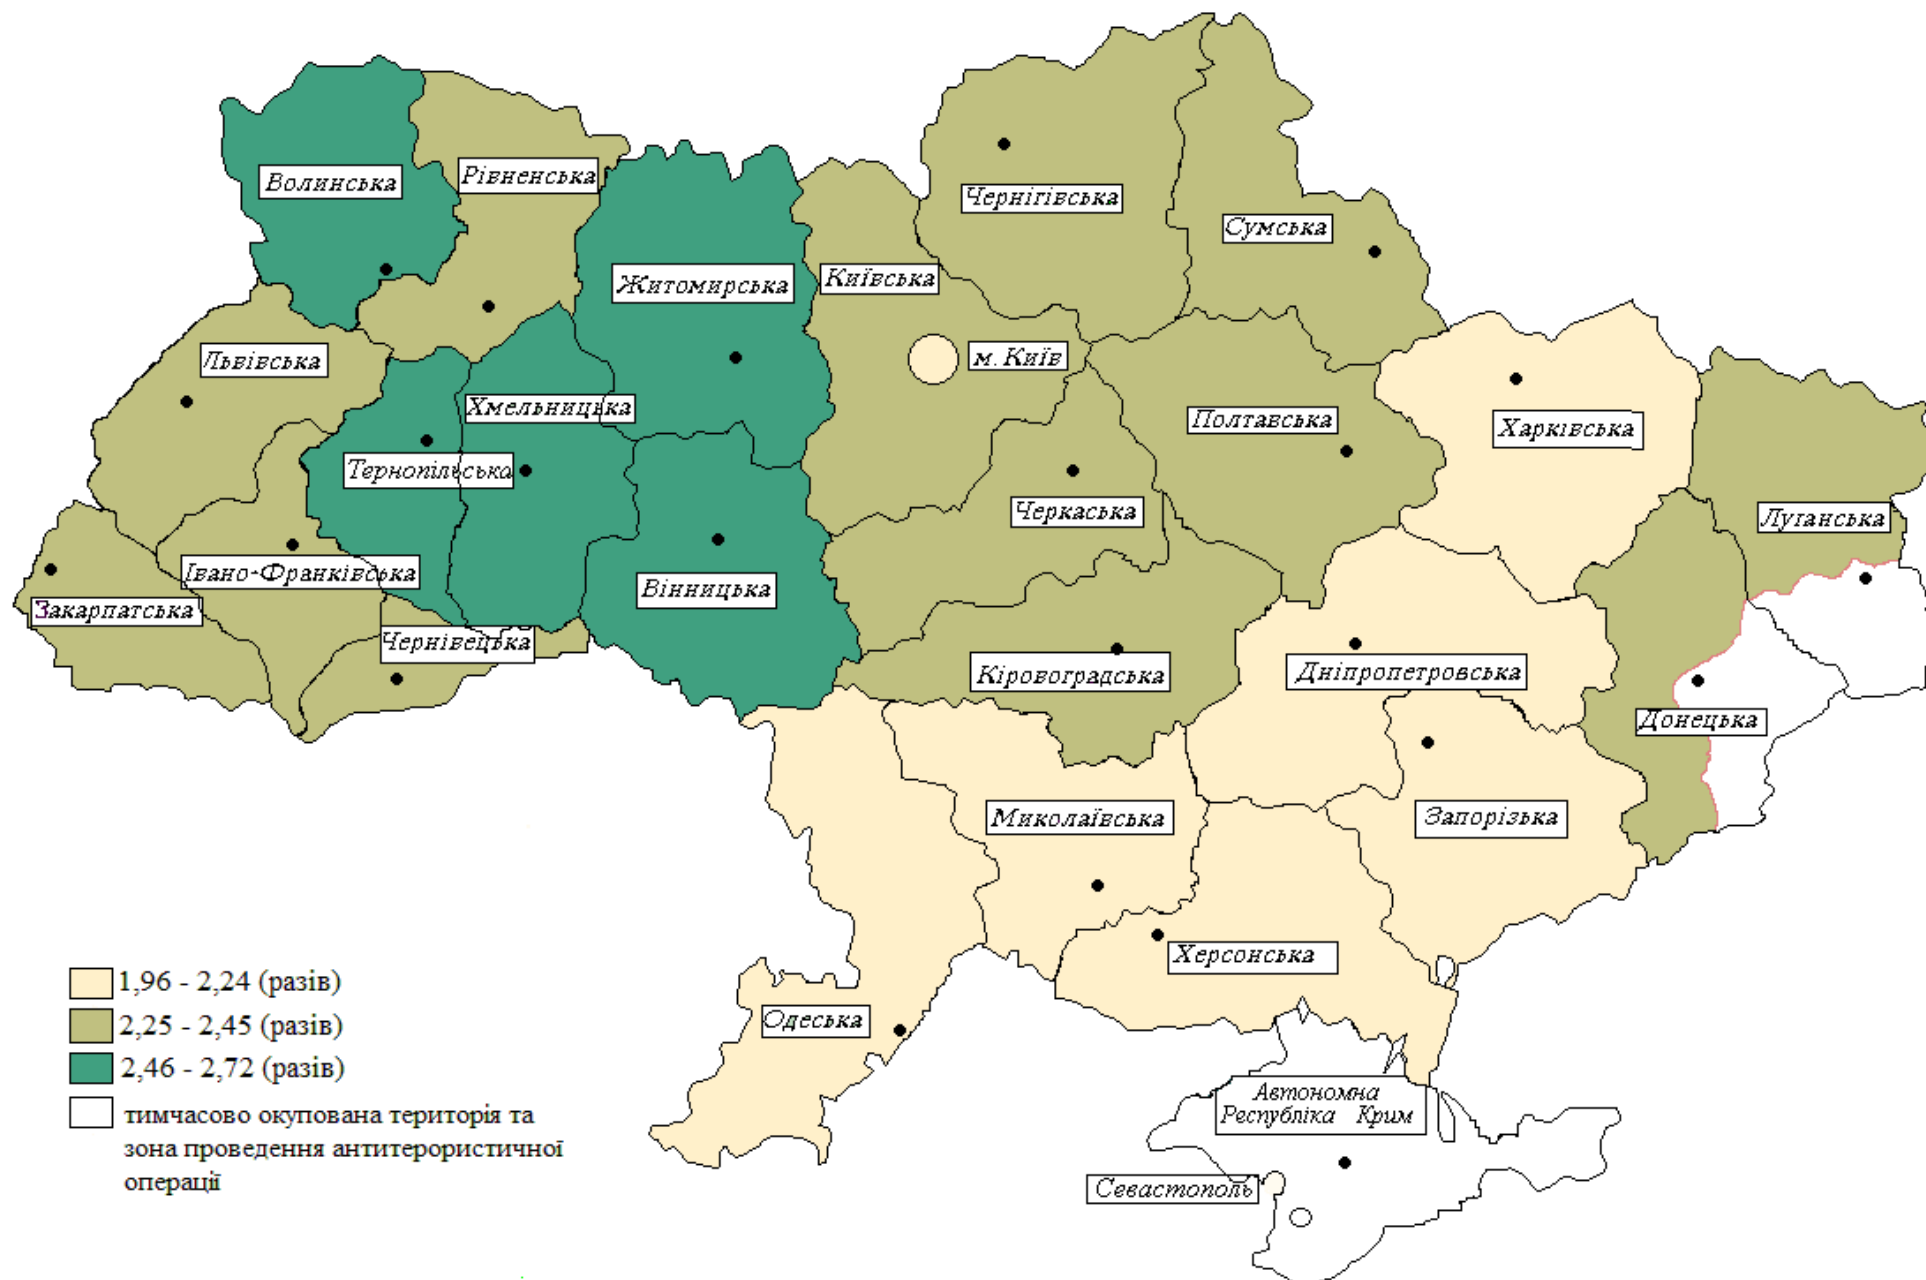 Волинська
Рівненська
Чернігівська
Сумська
Житомирська
Київська
м. Київ
Львівська
Хмельницька
Полтавська
Харківська
Тернопільська
Черкаська
Луганська
Івано-Франківська
Вінницька
Закарпатська
Чернівецька
Кіровоградська
Дніпропетровська
Донецька
Миколаївська
Запорізька
Херсонська
Одеська
Автономна
Республіка Крим
Севастополь
1,96 - 2,24 (разів)
2,25 - 2,45 (разів)
2,46 - 2,72 (разів)
тимчасово окупована територія та
зона проведення антитерористичної
операції